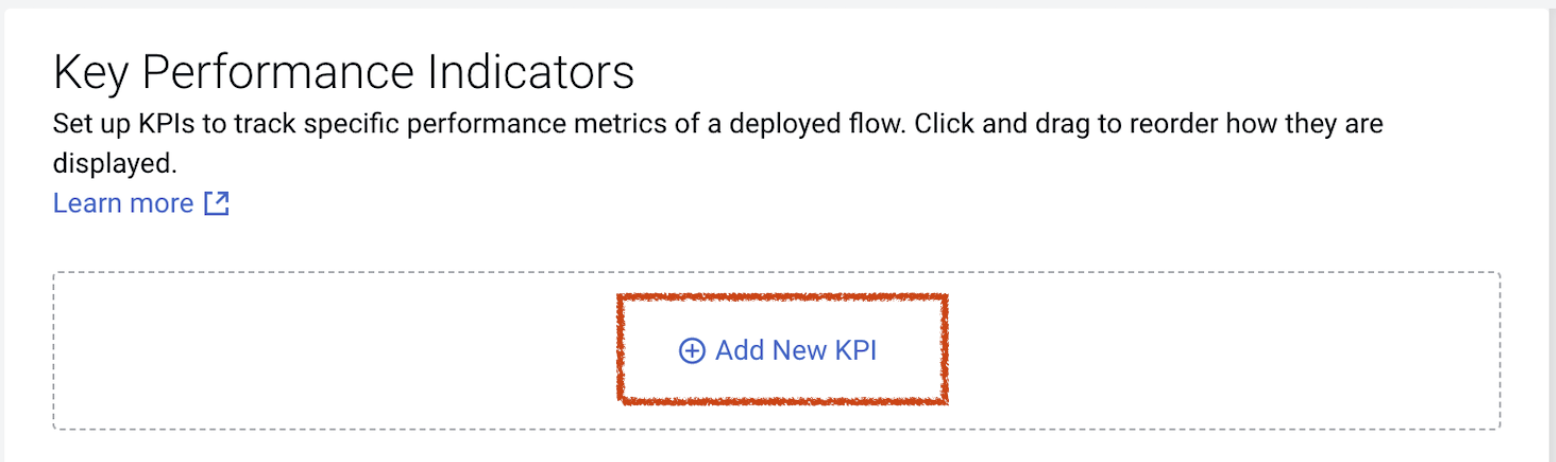 Key Performance Indicators
Set up KPIs to track specific performance metrics of a deployed flow. Click and drag to reorder how they are
displayed.
Learn more
Add New KPI